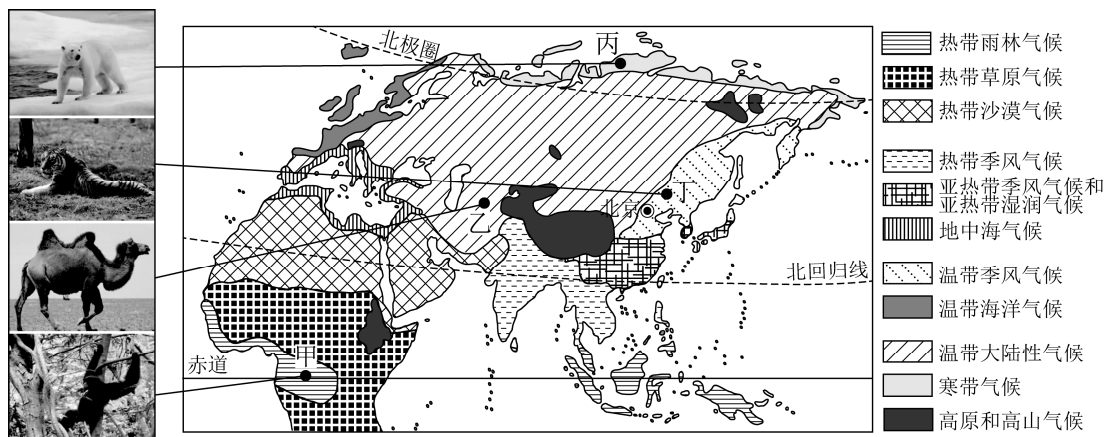 北极圈
丙
丁
北京
乙
北回归线
赤道
甲
热带雨林气候
热带草原气候
热带沙漠气候
热带季风气候
亚热带季风气候和
亚热带湿润气候
地中海气候
温带季风气候
温带海洋气候
温带大陆性气候
寒带气候
高原和高山气候